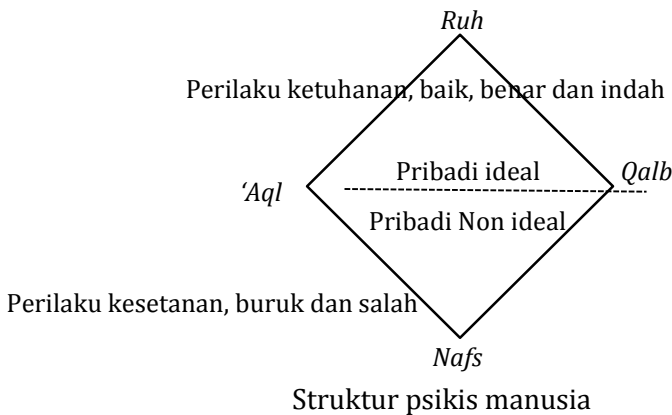 Ruh
Perilaku ketuhanan, baik, benar dan indah
Pribadi ideal
Qalb
‘Aql
Pribadi Non ideal
Perilaku kesetanan, buruk dan salah
Nafs
Struktur psikis manusia